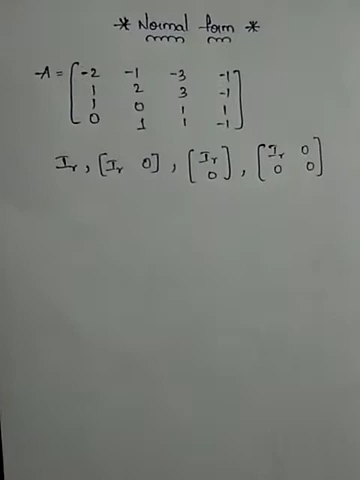 * Normal form *
A = [ -2 -1 -3 -1
1 2 3 -1
1 0 1 1
0 1 1 -1 ]
Ir , [Ir 0] , [Ir 0] , [Ir 0 0 0]